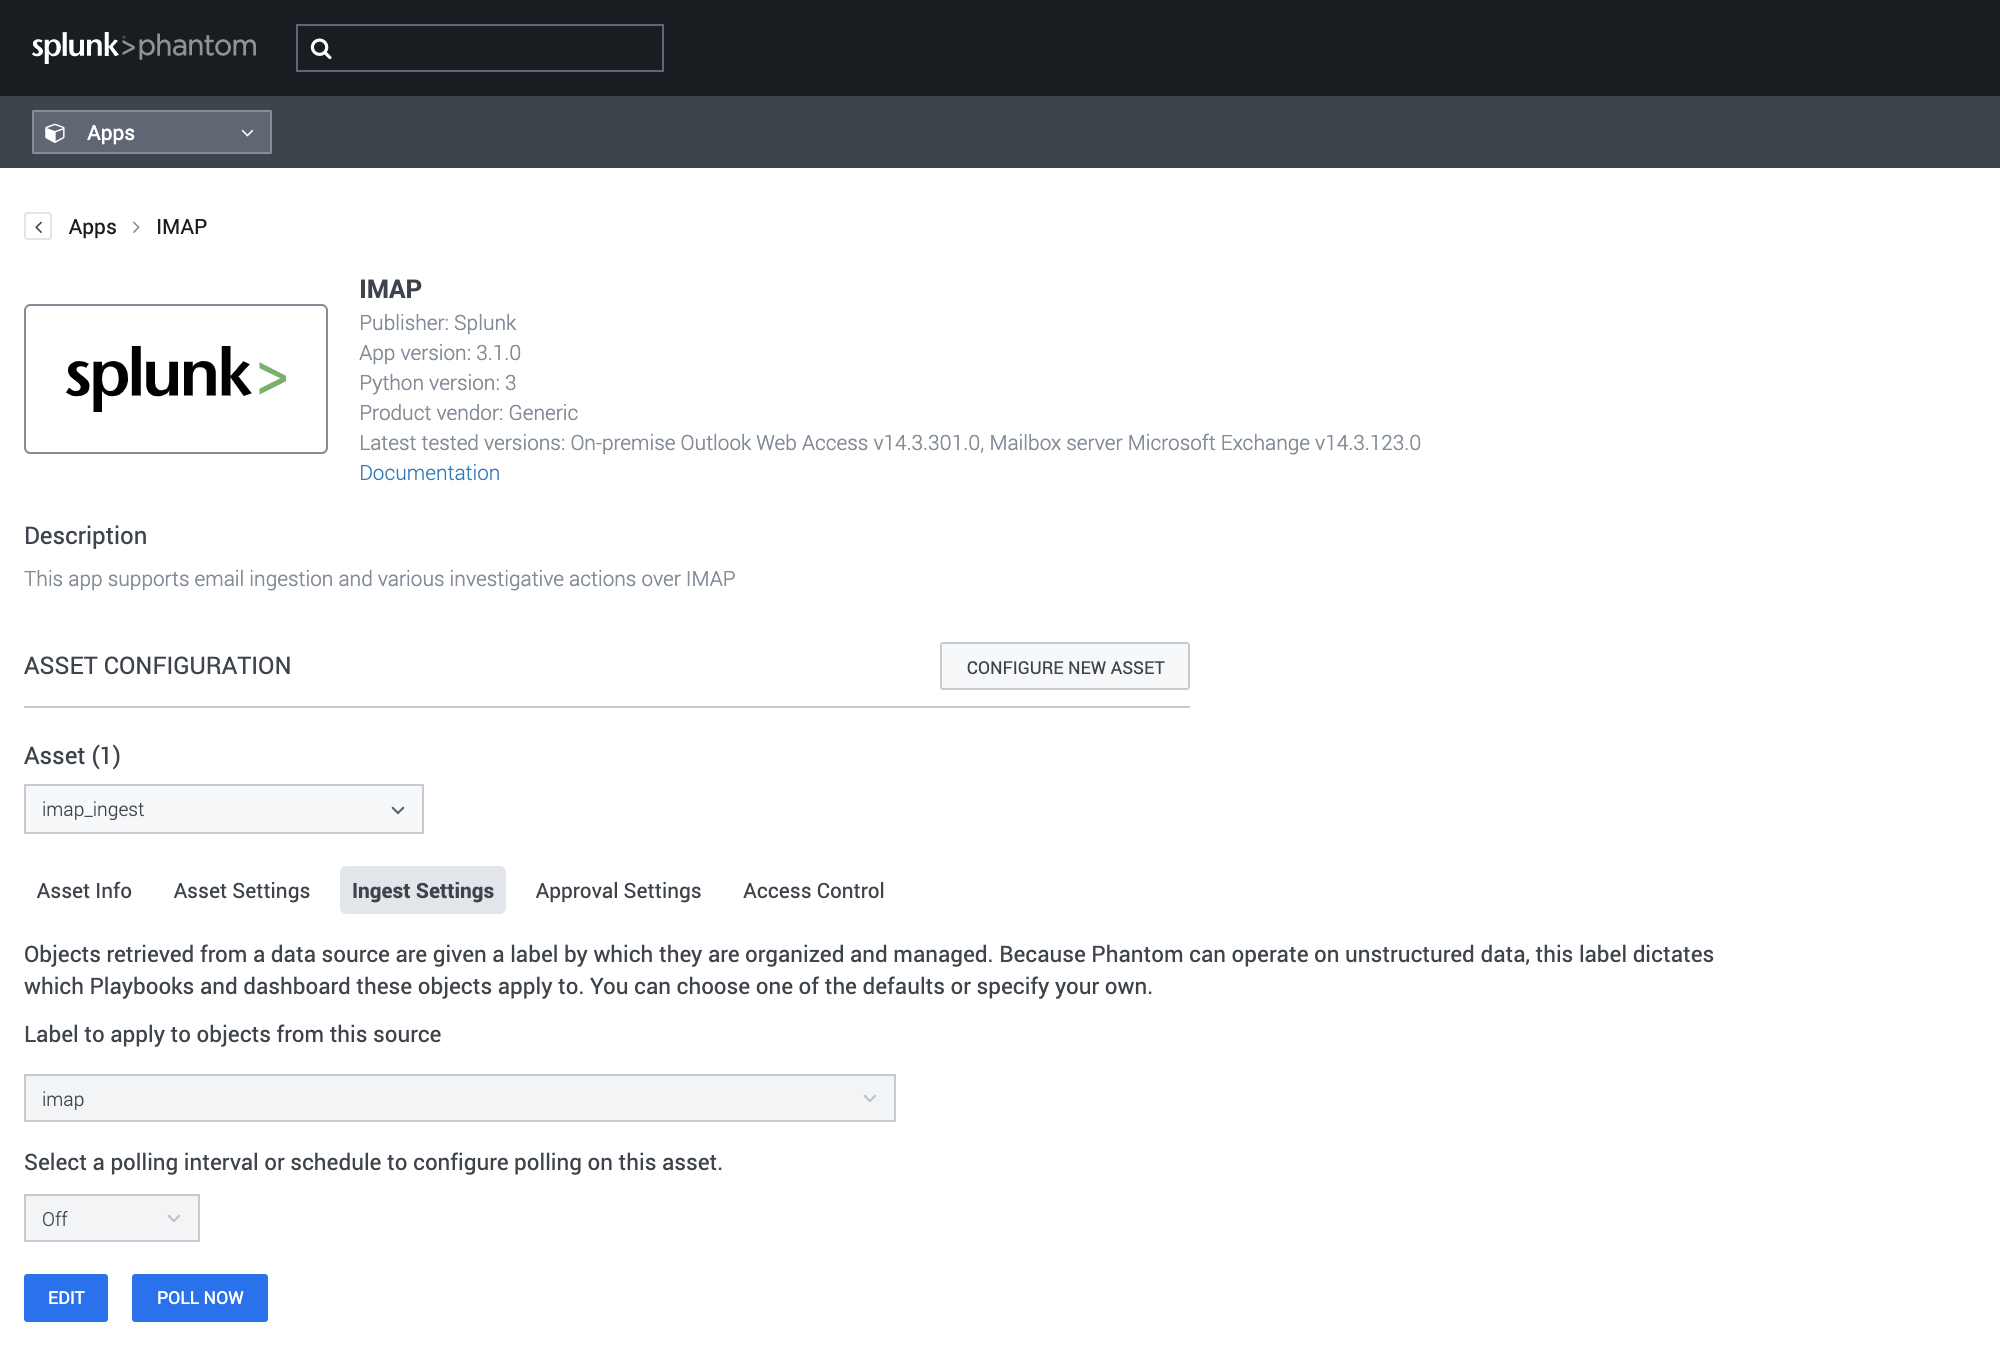 splunk>phantom
Apps
Apps > IMAP
splunk>
IMAP
Publisher: Splunk
App version: 3.1.0
Python version: 3
Product vendor: Generic
Latest tested versions: On-premise Outlook Web Access v14.3.301.0, Mailbox server Microsoft Exchange v14.3.123.0
Documentation
Description
This app supports email ingestion and various investigative actions over IMAP
ASSET CONFIGURATION
CONFIGURE NEW ASSET
Asset (1)
imap_ingest
Asset Info Asset Settings Ingest Settings Approval Settings Access Control
Objects retrieved from a data source are given a label by which they are organized and managed. Because Phantom can operate on unstructured data, this label dictates
which Playbooks and dashboard these objects apply to. You can choose one of the defaults or specify your own.
Label to apply to objects from this source
imap
Select a polling interval or schedule to configure polling on this asset.
Off
EDIT POLL NOW